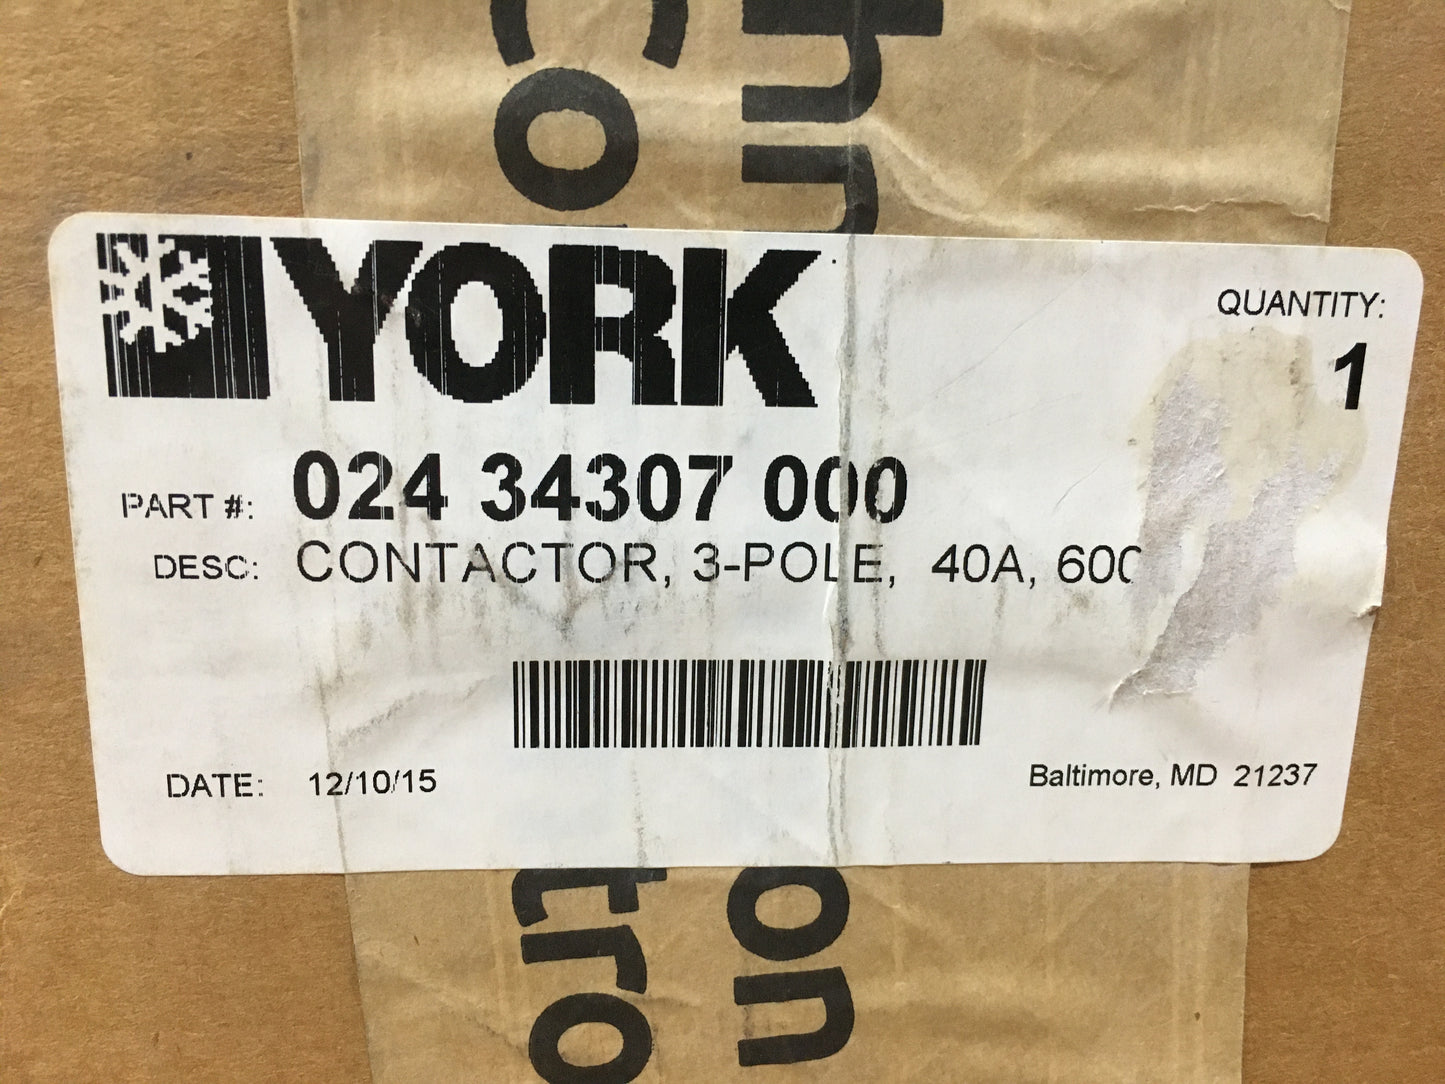 YORK
QUANTITY:
1
PART #: 024 34307 000
DESC: CONTACTOR, 3-POLE, 40A, 600
DATE: 12/10/15
Baltimore, MD 21237